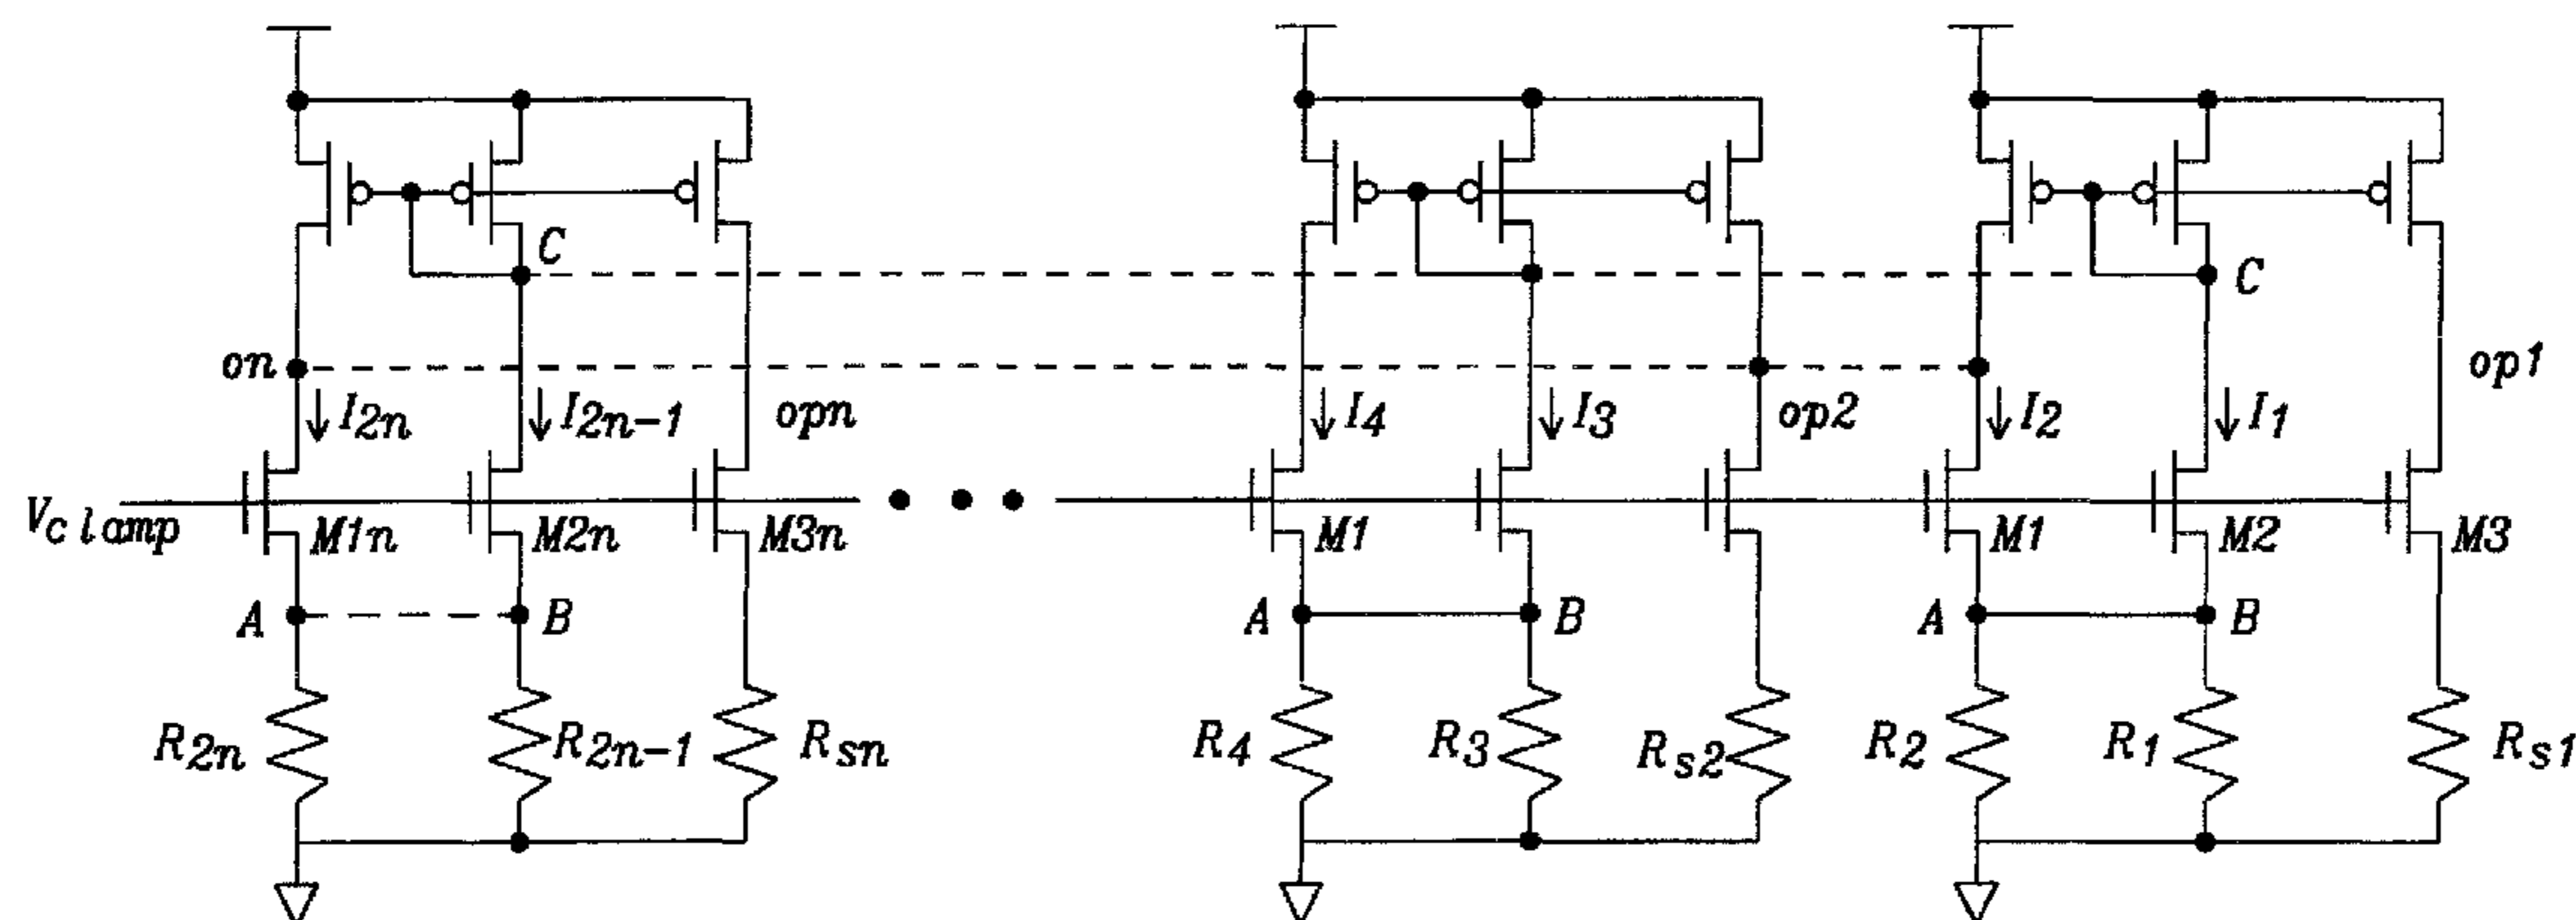 C
C
on
I2n
I2n-1
opn
I4
I3
op2
I2
I1
op1
Vclamp
M1n
M2n
M3n
M1
M1
M2
M3
A
B
A
B
A
B
R2n
R2n-1
Rsn
R4
R3
Rs2
R2
R1
Rs1